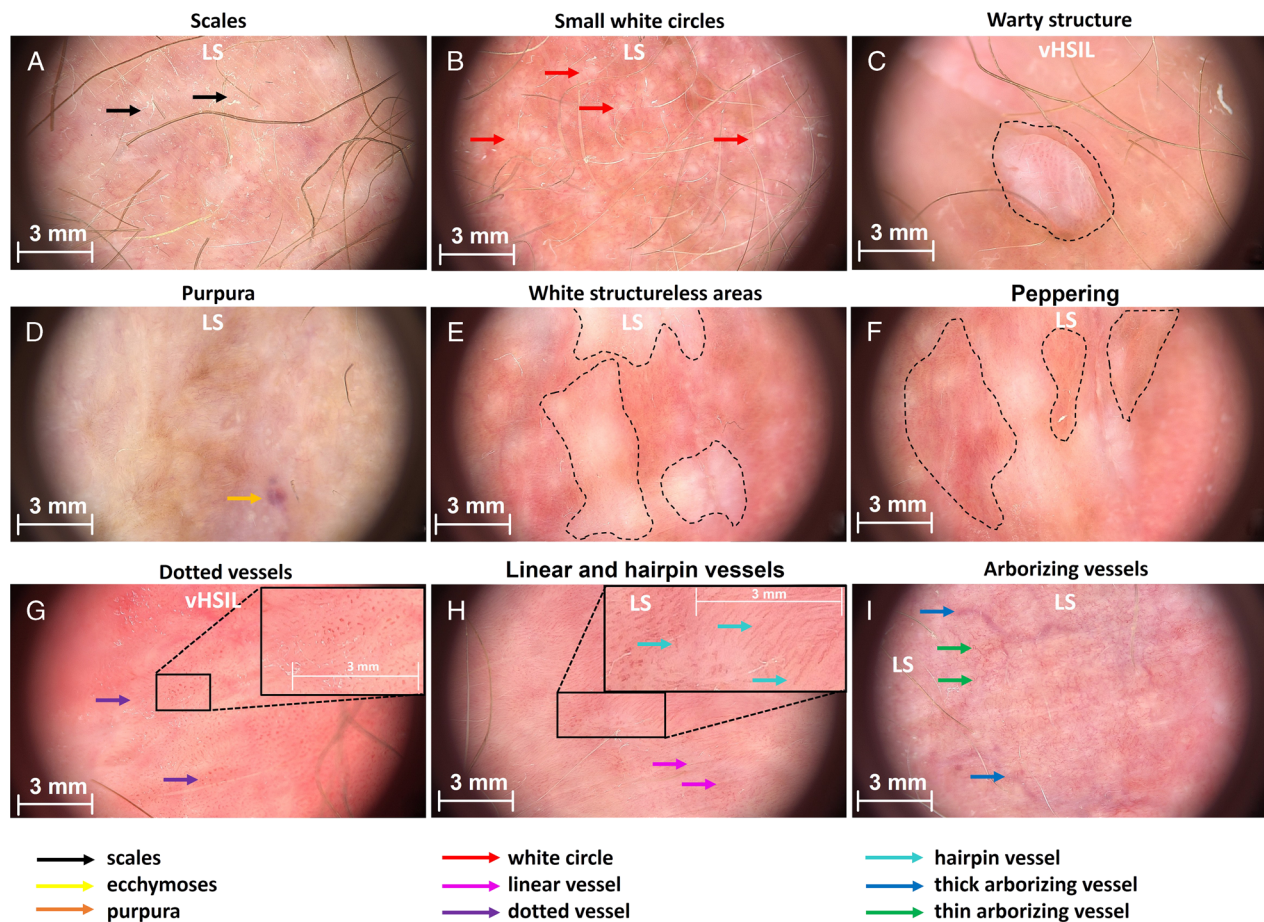 Scales
Small white circles
Warty structure
A
LS
B
LS
C
vHSIL
3 mm
3 mm
3 mm
Purpura
White structureless areas
Peppering
D
LS
E
LS
F
LS
3 mm
3 mm
3 mm
Dotted vessels
Linear and hairpin vessels
Arborizing vessels
G
vHSIL
3 mm
3 mm
H
LS
3 mm
3 mm
I
LS
LS
3 mm
scales
white circle
hairpin vessel
ecchymoses
linear vessel
thick arborizing vessel
purpura
dotted vessel
thin arborizing vessel